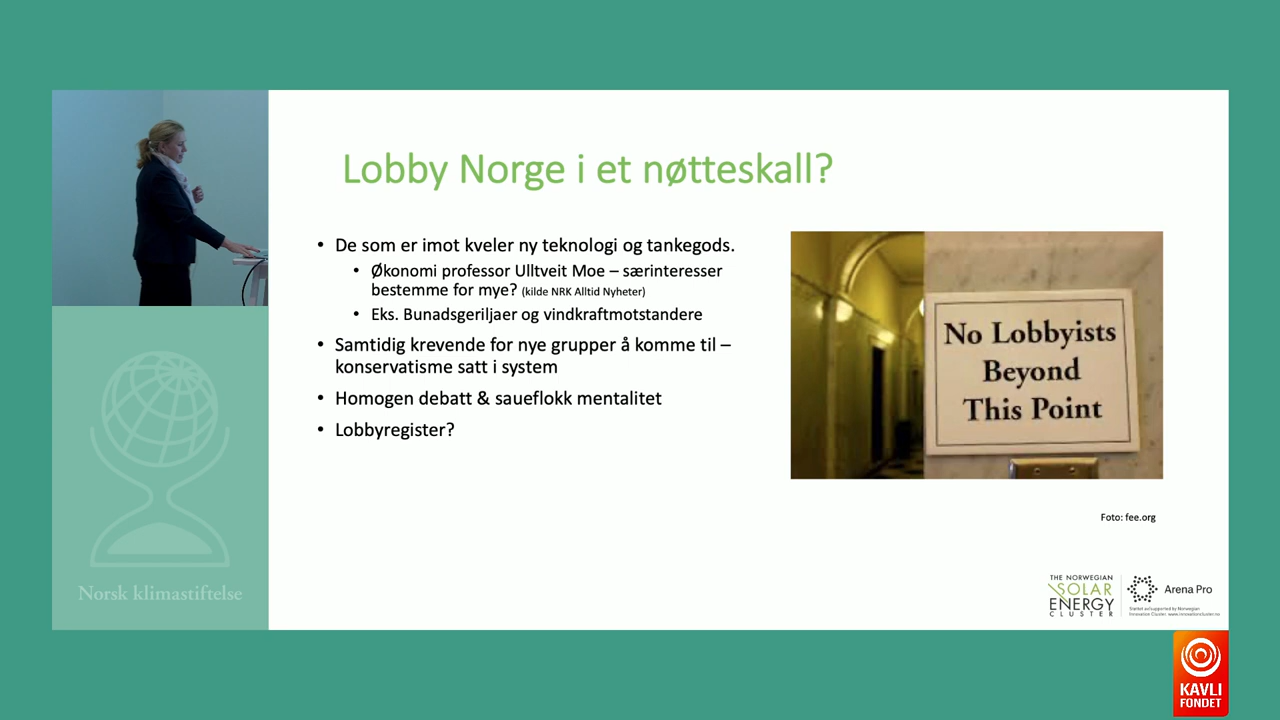 Lobby Norge i et nøtteskall?
• De som er imot kveler ny teknologi og tankegods.
• Økonomi professor Ulltveit Moe – særinteresser
bestemme for mye? (kilde NRK Alltid Nyheter)
• Eks. Bunadsgeriljaer og vindkraftmotstandere
• Samtidig krevende for nye grupper å komme til –
konservatisme satt i system
• Homogen debatt & saueflokk mentalitet
• Lobbyregister?
No Lobbyists
Beyond
This Point
Foto: fee.org
Norsk klimastiftelse
THE NORWEGIAN
SOLAR
ENERGY
CLUSTER
Arena Pro
KAVLI
FONDET